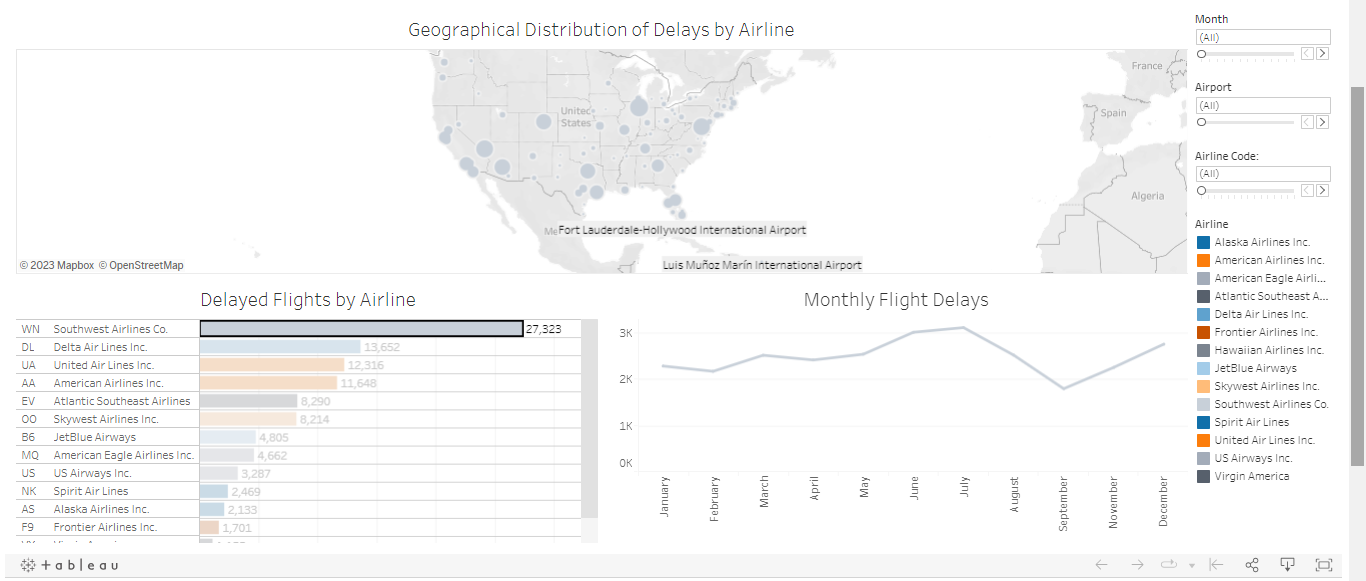 Geographical Distribution of Delays by Airline
United
States
France
Spain
Algeria
Fort Lauderdale-Hollywood International Airport
Luis Muñoz Marín International Airport
© 2023 Mapbox © OpenStreetMap
Delayed Flights by Airline
WN Southwest Airlines Co. 27,323
DL Delta Air Lines Inc. 13,652
UA United Air Lines Inc. 12,316
AA American Airlines Inc. 11,648
EV Atlantic Southeast Airlines 8,290
OO Skywest Airlines Inc. 8,214
B6 JetBlue Airways 4,805
MQ American Eagle Airlines Inc. 4,662
US US Airways Inc. 3,287
NK Spirit Air Lines 2,469
AS Alaska Airlines Inc. 2,133
F9 Frontier Airlines Inc. 1,701
Monthly Flight Delays
3K
2K
1K
0K
January
February
March
April
May
June
July
August
September
November
December
Month
(All)
Airport
(All)
Airline Code:
(All)
Airline
Alaska Airlines Inc.
American Airlines Inc.
American Eagle Airli...
Atlantic Southeast A...
Delta Air Lines Inc.
Frontier Airlines Inc.
Hawaiian Airlines Inc.
JetBlue Airways
Skywest Airlines Inc.
Southwest Airlines Co.
Spirit Air Lines
United Air Lines Inc.
US Airways Inc.
Virgin America
+ a b l e a u